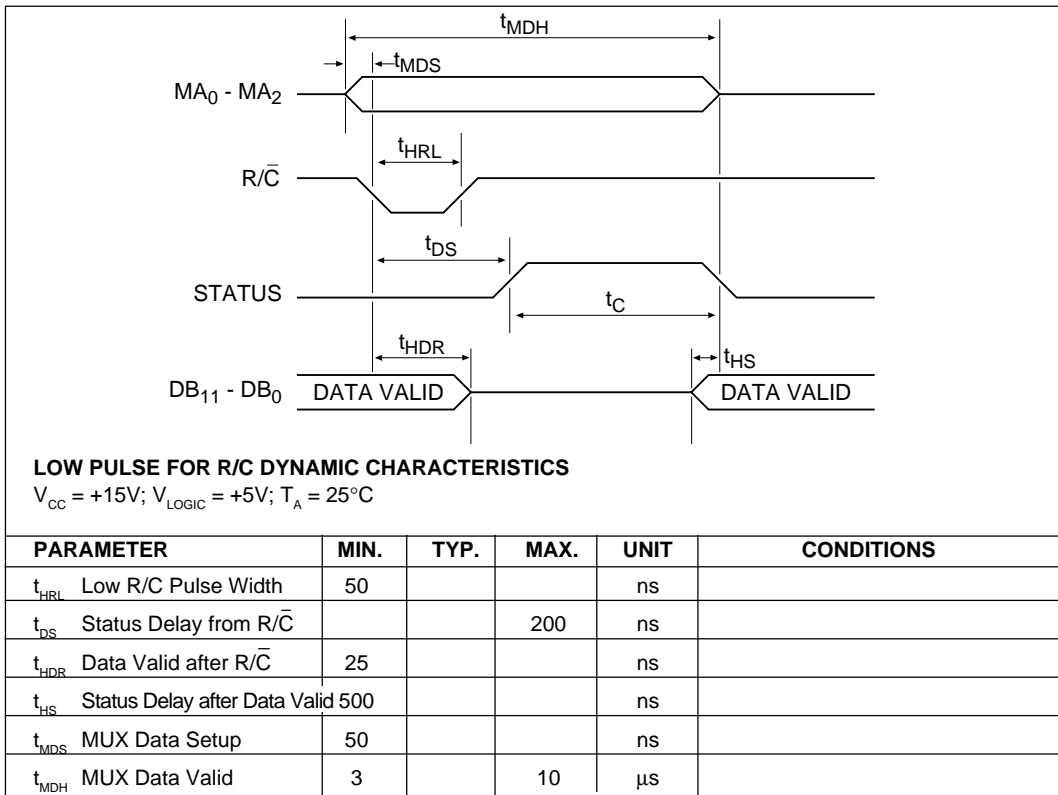 tMDH
tMDS
MA0 - MA2
tHRL
R/C̄
tDS
STATUS
tC
tHDR
tHS
DB11 - DB0 DATA VALID DATA VALID
LOW PULSE FOR R/C DYNAMIC CHARACTERISTICS
VCC = +15V; VLOGIC = +5V; TA = 25°C
PARAMETER MIN. TYP. MAX. UNIT CONDITIONS
tHRL Low R/C Pulse Width 50 ns
tDS Status Delay from R/C̄ 200 ns
tHDR Data Valid after R/C̄ 25 ns
tHS Status Delay after Data Valid 500 ns
tMDS MUX Data Setup 50 ns
tMDH MUX Data Valid 3 10 µs